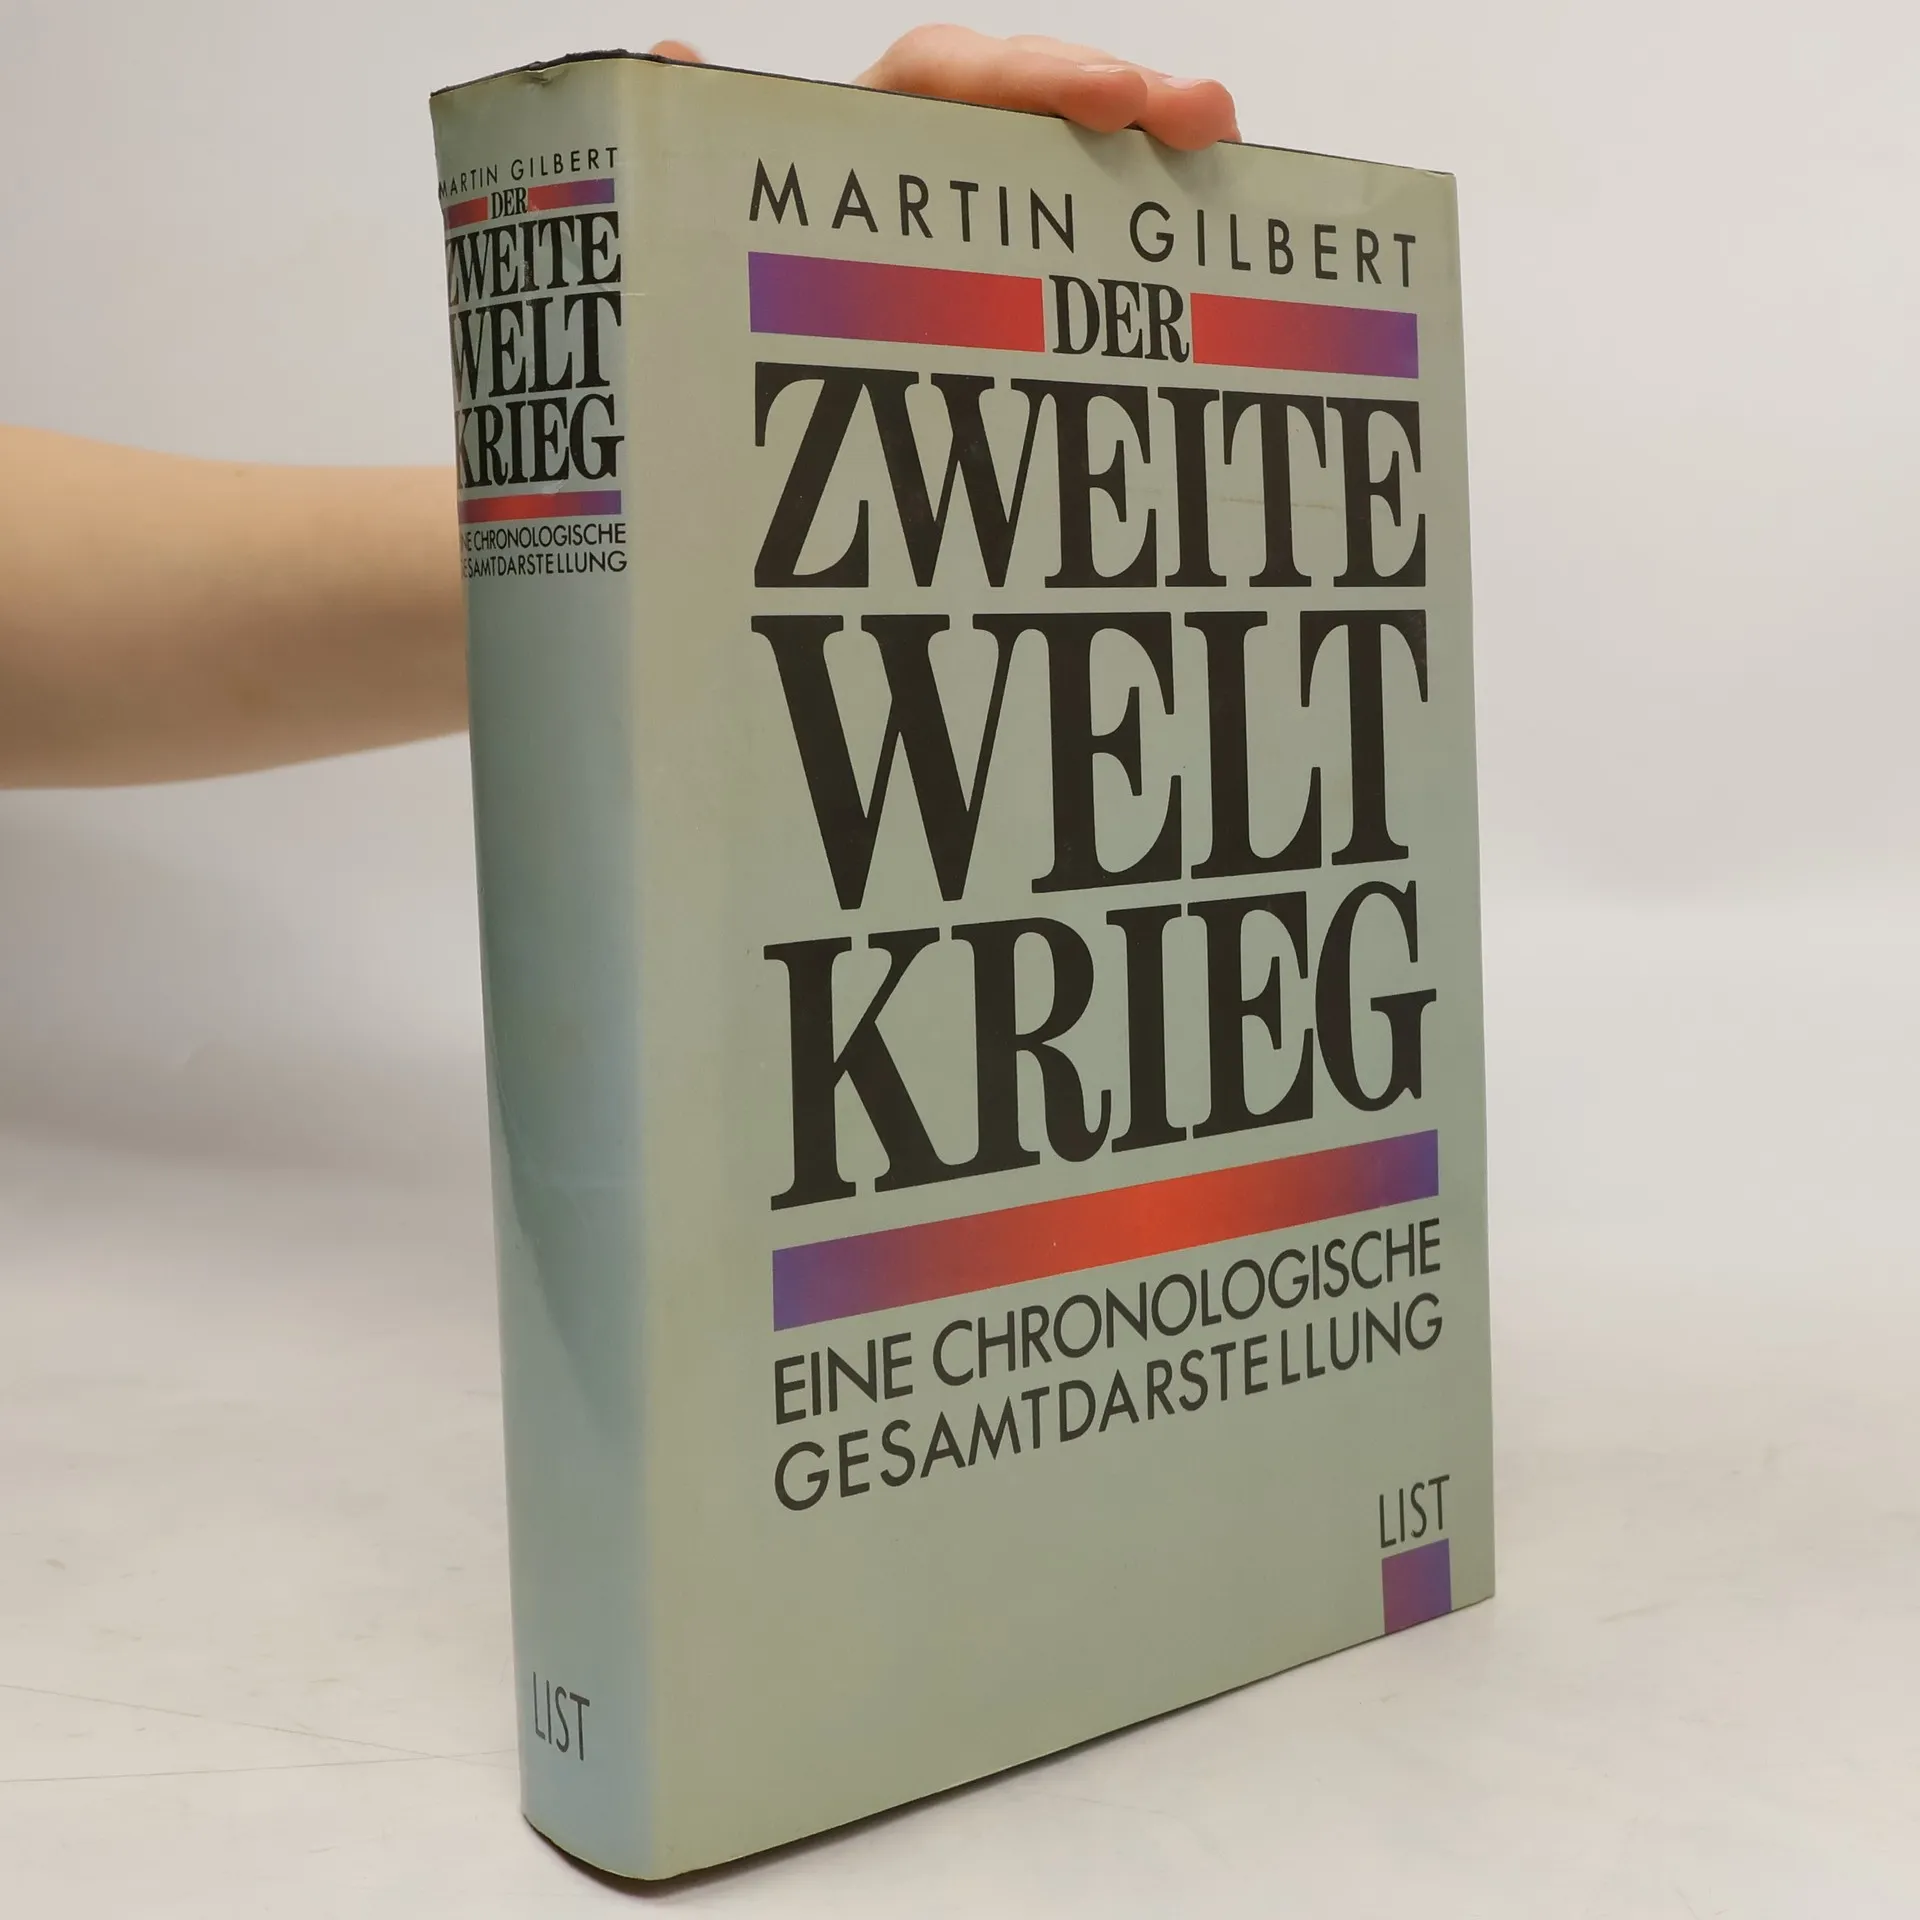 MARTIN GILBERT
DER
ZWEITE
WELT
KRIEG
EINE CHRONOLOGISCHE
GESAMTDARSTELLUNG
LIST
MARTIN GILBERT
DER
ZWEITE
WELT
KRIEG
EINE CHRONOLOGISCHE
GESAMTDARSTELLUNG
LIST